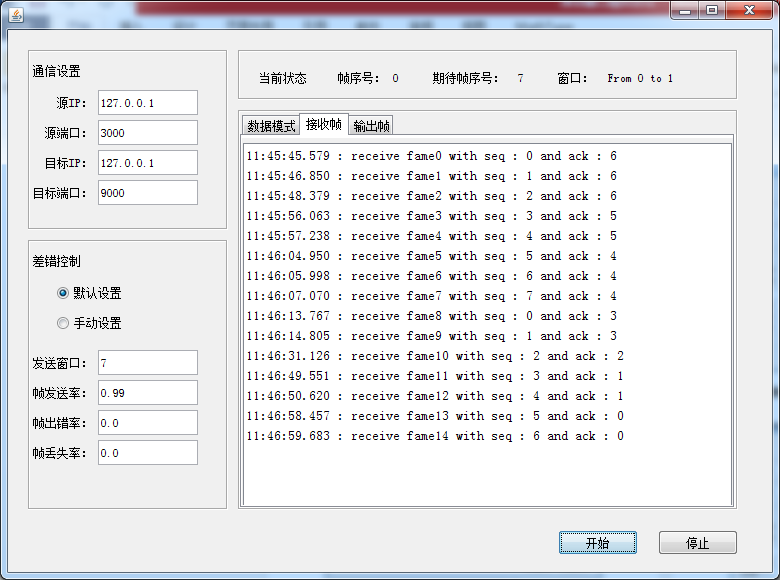 通信设置
源IP: 127.0.0.1
源端口: 3000
目标IP: 127.0.0.1
目标端口: 9000
差错控制
默认设置
手动设置
发送窗口: 7
帧发送率: 0.99
帧出错率: 0.0
帧丢失率: 0.0
当前状态 帧序号: 0 期待帧序号: 7 窗口: From 0 to 1
数据模式 接收帧 输出帧
11:45:45.579 : receive fame0 with seq : 0 and ack : 6
11:45:46.850 : receive fame1 with seq : 1 and ack : 6
11:45:48.379 : receive fame2 with seq : 2 and ack : 6
11:45:56.063 : receive fame3 with seq : 3 and ack : 5
11:45:57.238 : receive fame4 with seq : 4 and ack : 5
11:46:04.950 : receive fame5 with seq : 5 and ack : 4
11:46:05.998 : receive fame6 with seq : 6 and ack : 4
11:46:07.070 : receive fame7 with seq : 7 and ack : 4
11:46:13.767 : receive fame8 with seq : 0 and ack : 3
11:46:14.805 : receive fame9 with seq : 1 and ack : 3
11:46:31.126 : receive fame10 with seq : 2 and ack : 2
11:46:49.551 : receive fame11 with seq : 3 and ack : 1
11:46:50.620 : receive fame12 with seq : 4 and ack : 1
11:46:58.457 : receive fame13 with seq : 5 and ack : 0
11:46:59.683 : receive fame14 with seq : 6 and ack : 0
开始 停止